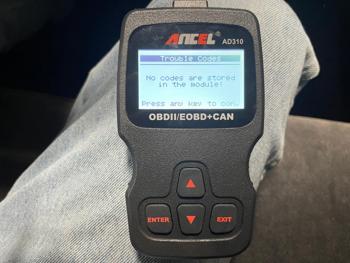 ANCEL
AD310
Trouble Codes
No codes are stored
in the module!
Press any key to con.
OBDII/EOBD+CAN
ENTER
EXIT